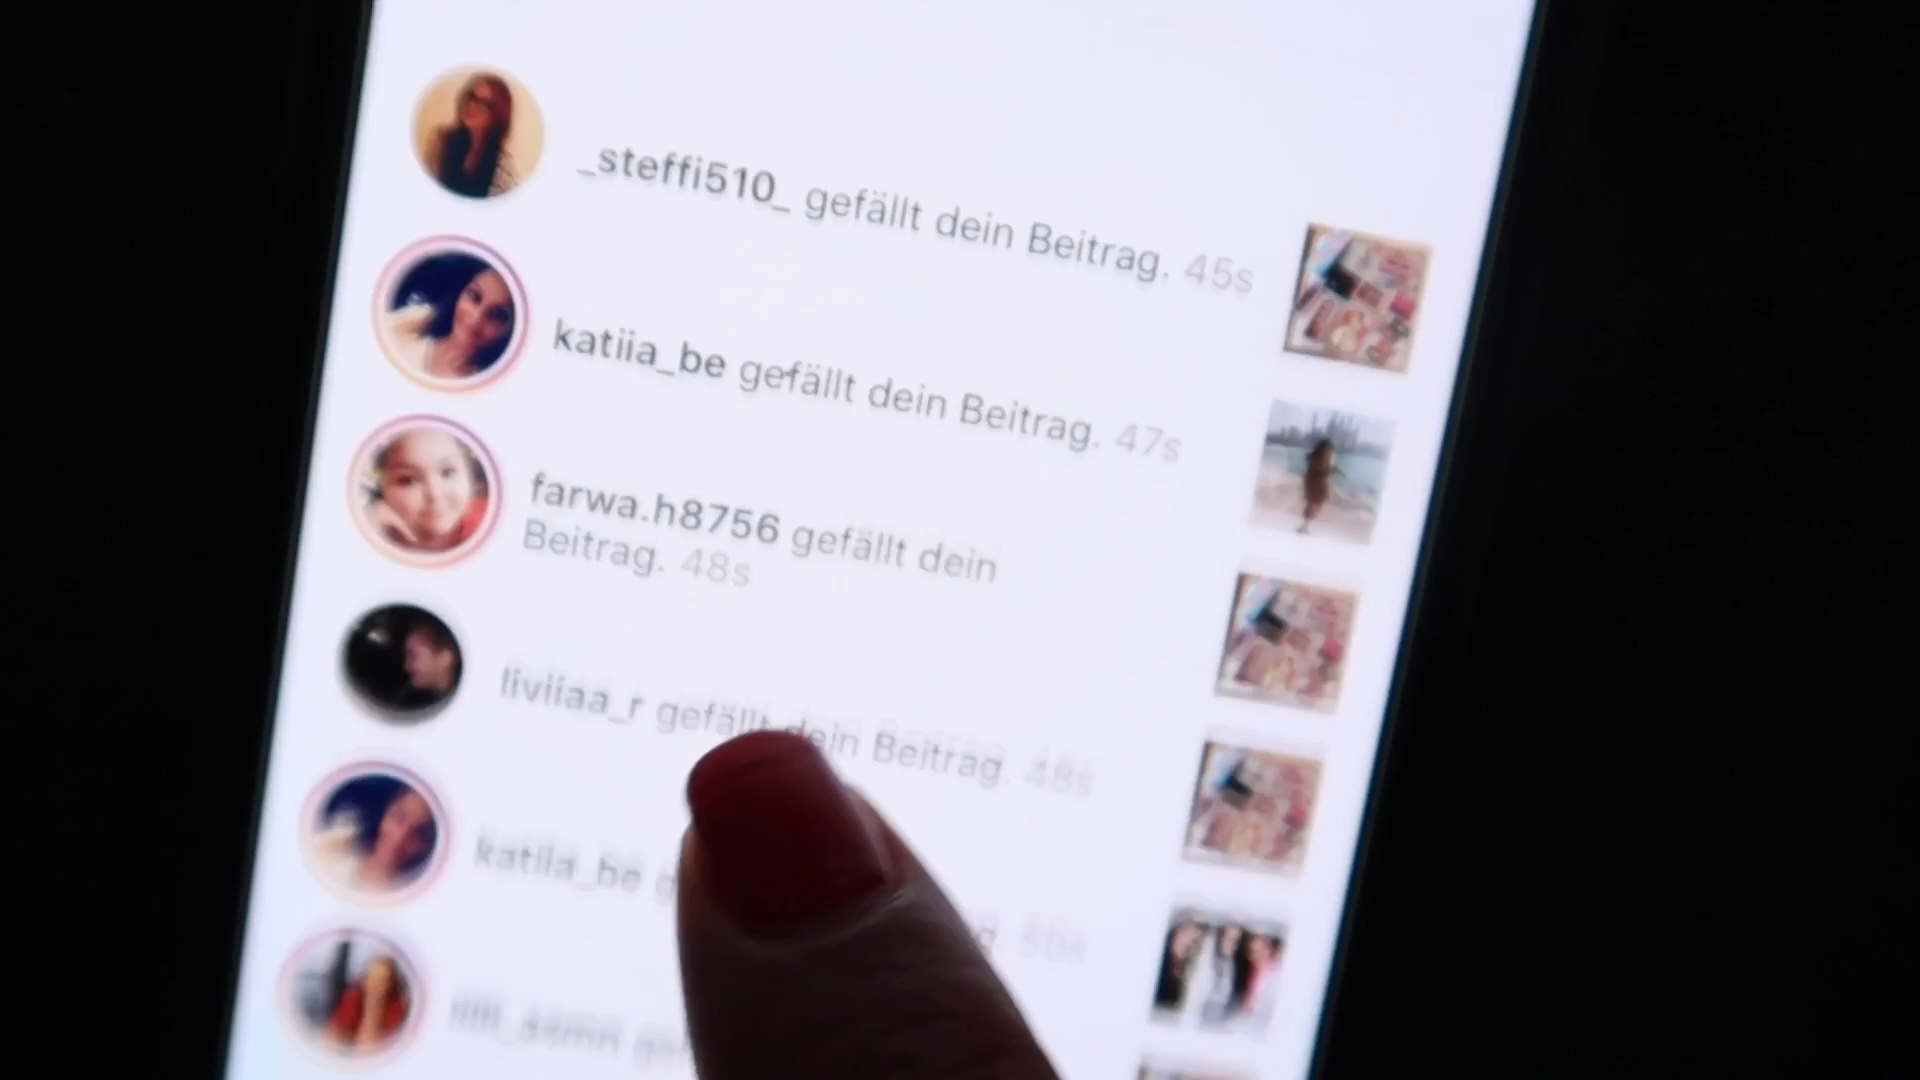 _steffi510_ gefällt dein Beitrag. 45s
katiia_be gefällt dein Beitrag. 47s
farwa.h8756 gefällt dein
Beitrag. 48s
liviiaa_r gefällt dein Beitrag. 48s
katiia_be